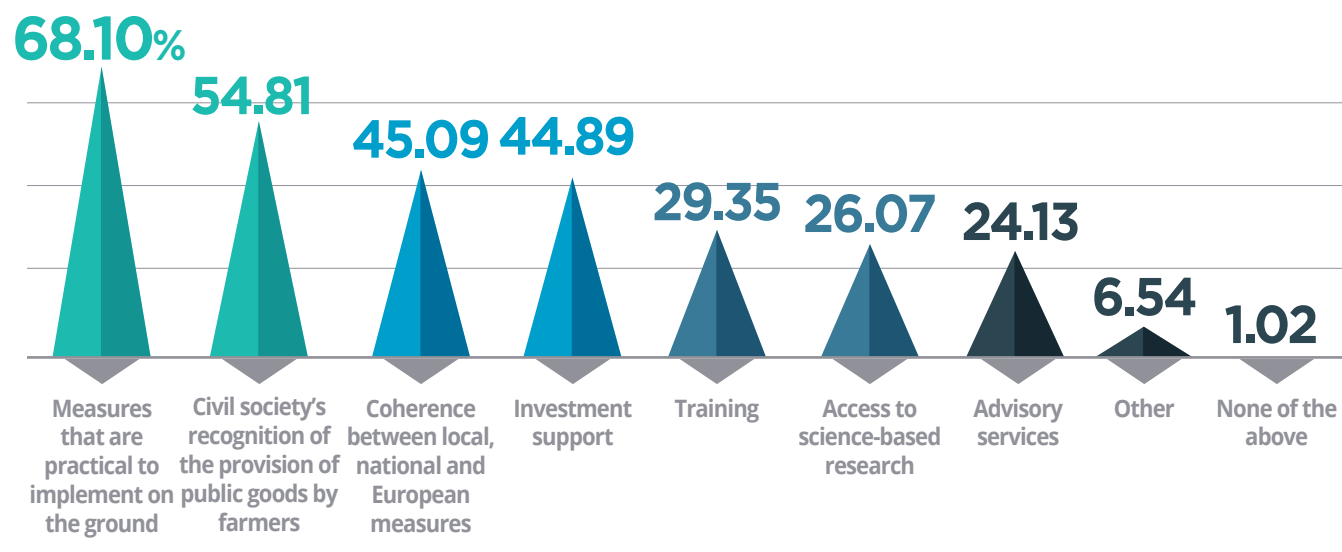 68.10%
54.81
45.09
44.89
29.35
26.07
24.13
6.54
1.02
Measures
that are
practical to
implement on
the ground
Civil society's
recognition of
the provision of
public goods by
farmers
Coherence
between local,
national and
European
measures
Investment
support
Training
Access to
science-based
research
Advisory
services
Other
None of the
above